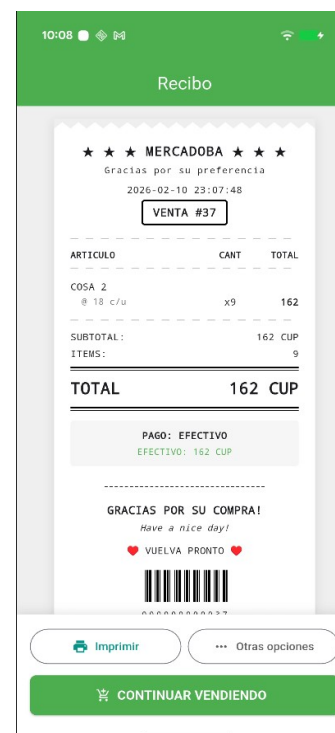 10:08
Recibo
★ ★ ★ MERCADOBA ★ ★ ★
Gracias por su preferencia
2026-02-10 23:07:48
VENTA #37
ARTICULO CANT TOTAL
COSA 2
@ 18 c/u x9 162
SUBTOTAL: 162 CUP
ITEMS: 9
TOTAL 162 CUP
PAGO: EFECTIVO
EFECTIVO: 162 CUP
GRACIAS POR SU COMPRA!
Have a nice day!
❤ VUELVA PRONTO ❤
Imprimir
Otras opciones
CONTINUAR VENDIENDO